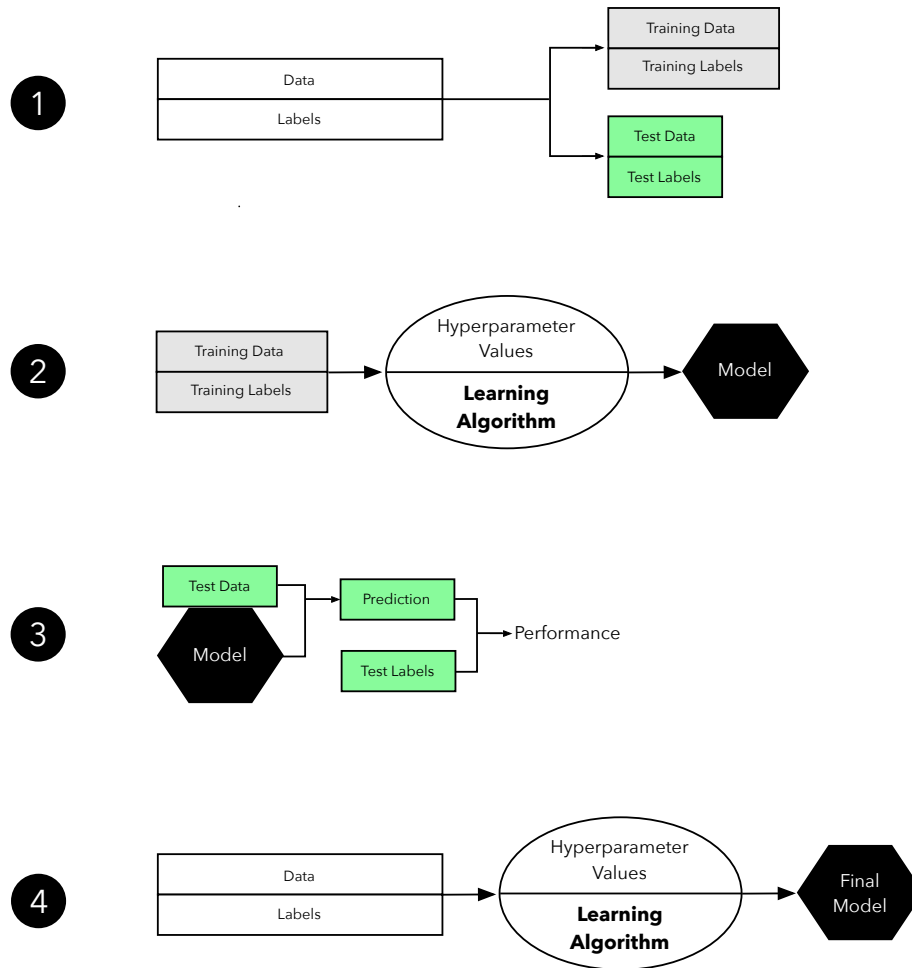 1
Data
Labels
Training Data
Training Labels
Test Data
Test Labels
2
Training Data
Training Labels
Hyperparameter
Values
Learning
Algorithm
Model
3
Test Data
Model
Prediction
Test Labels
Performance
4
Data
Labels
Hyperparameter
Values
Learning
Algorithm
Final
Model